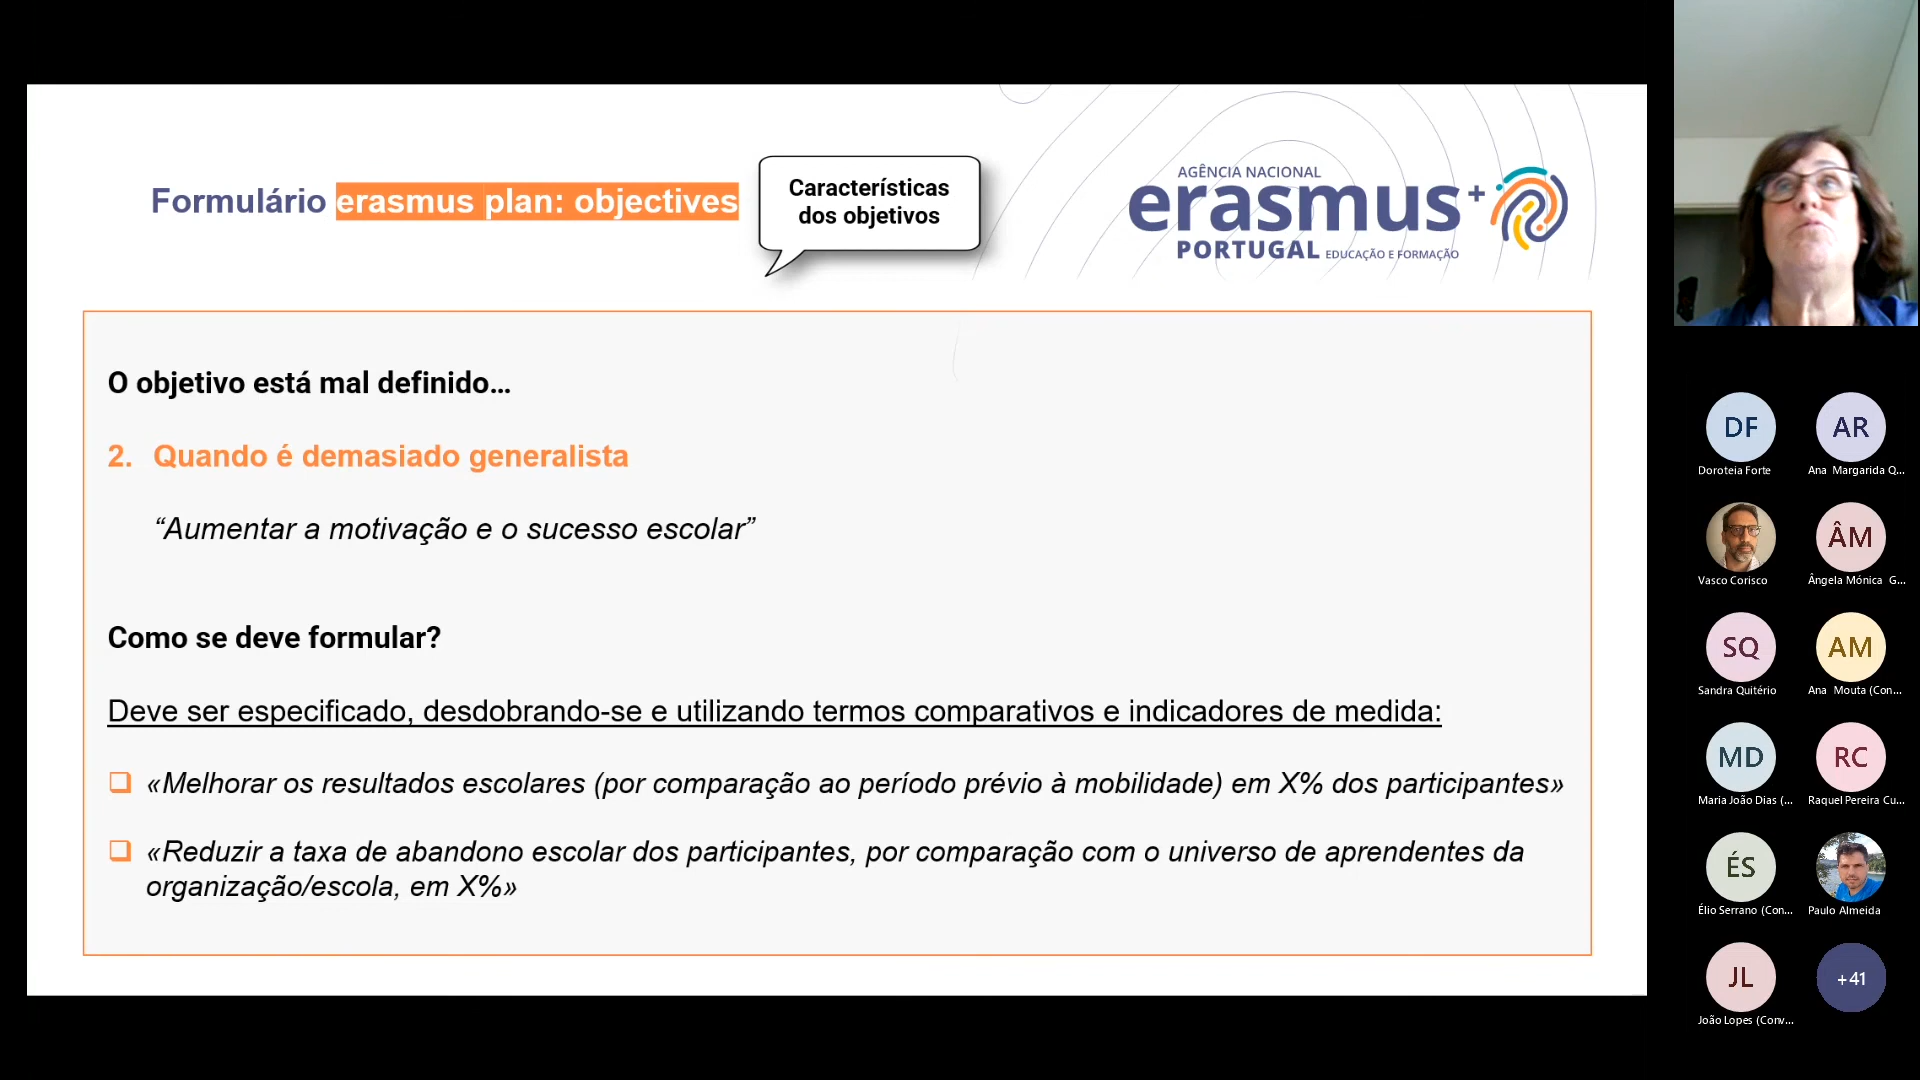 Formulário erasmus plan: objectives
Características
dos objetivos
AGÊNCIA NACIONAL
erasmus+
PORTUGAL EDUCAÇÃO E FORMAÇÃO
O objetivo está mal definido...
2. Quando é demasiado generalista
“Aumentar a motivação e o sucesso escolar”
Como se deve formular?
Deve ser especificado, desdobrando-se e utilizando termos comparativos e indicadores de medida:
❑ «Melhorar os resultados escolares (por comparação ao período prévio à mobilidade) em X% dos participantes»
❑ «Reduzir a taxa de abandono escolar dos participantes, por comparação com o universo de aprendentes da
organização/escola, em X%»
DF
Doroteia Forte
AR
Ana Margarida Q...
Vasco Corisco
ÂM
Ângela Mónica G...
SQ
Sandra Quitério
AM
Ana Mouta (Con...
MD
Maria João Dias (...
RC
Raquel Pereira Cu...
ÉS
Élio Serrano (Con...
Paulo Almeida
JL
João Lopes (Conv...
+41